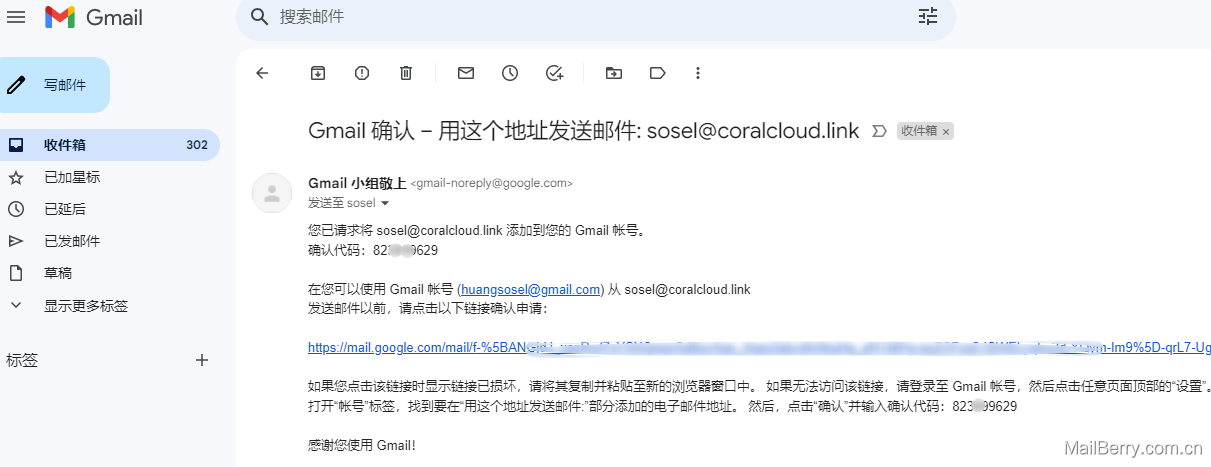 Gmail
搜索邮件
写邮件
收件箱 302
已加星标
已延后
已发邮件
草稿
显示更多标签
标签
Gmail 确认 – 用这个地址发送邮件: sosel@coralcloud.link 收件箱 ×
Gmail 小组敬上 <gmail-noreply@google.com>
发送至 sosel
您已请求将 sosel@coralcloud.link 添加到您的 Gmail 帐号。
确认代码：82 9629
在您可以使用 Gmail 帐号 (huangsosel@gmail.com) 从 sosel@coralcloud.link
发送邮件以前，请点击以下链接确认申请：
https://mail.google.com/mail/f-%5BANG -Im9%5D-qrL7-Ug
如果您点击该链接时显示链接已损坏，请将其复制并粘贴至新的浏览器窗口中。 如果无法访问该链接，请登录至 Gmail 帐号，然后点击任意页面顶部的“设置”。
打开“帐号”标签，找到要在“用这个地址发送邮件:”部分添加的电子邮件地址。 然后，点击“确认”并输入确认代码：823 99629
感谢您使用 Gmail！
MailBerry.com.cn